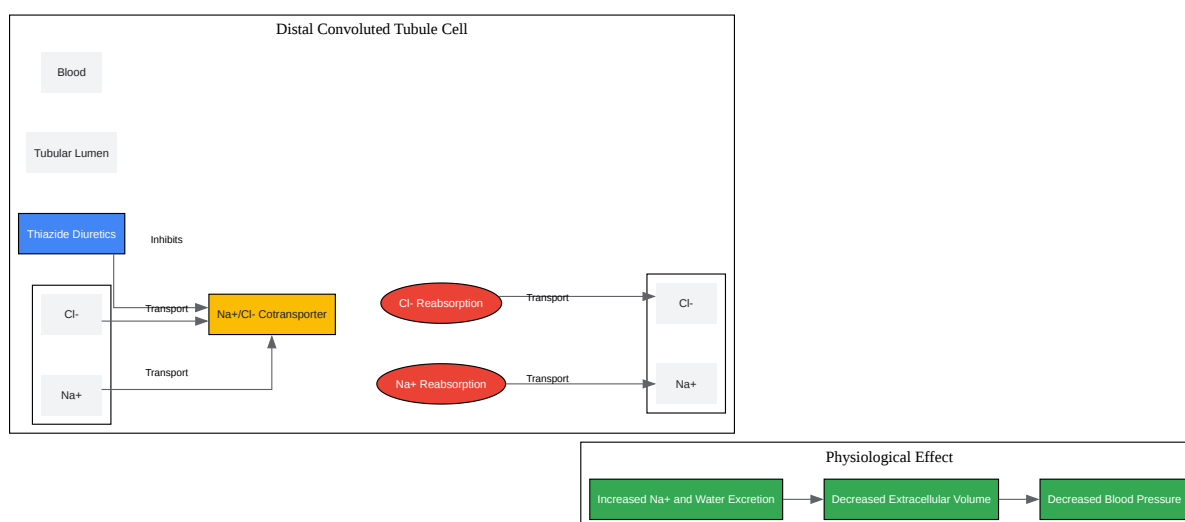 Distal Convoluted Tubule Cell
Blood
Tubular Lumen
Thiazide Diuretics
Inhibits
Cl-
Transport
Na+/Cl- Cotransporter
Cl- Reabsorption
Transport
Cl-
Na+
Transport
Na+ Reabsorption
Transport
Na+
Physiological Effect
Increased Na+ and Water Excretion
Decreased Extracellular Volume
Decreased Blood Pressure